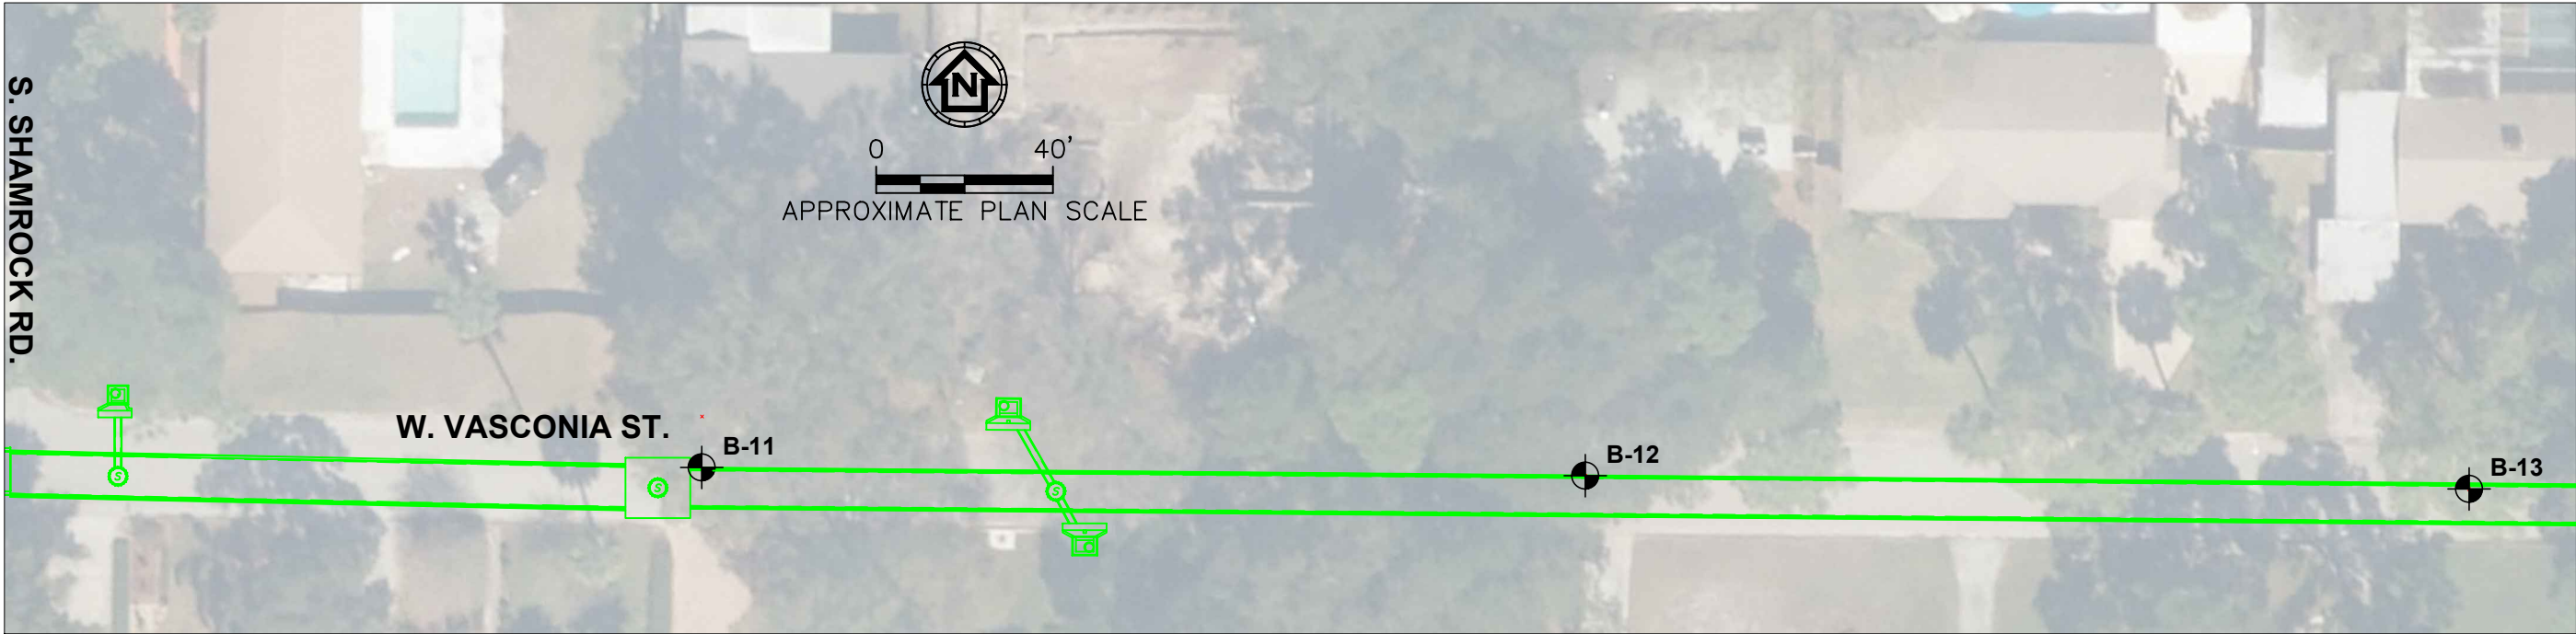 S. SHAMROCK RD.
N
0 40'
APPROXIMATE PLAN SCALE
W. VASCONIA ST.
B-11
B-12
B-13
S
S
S